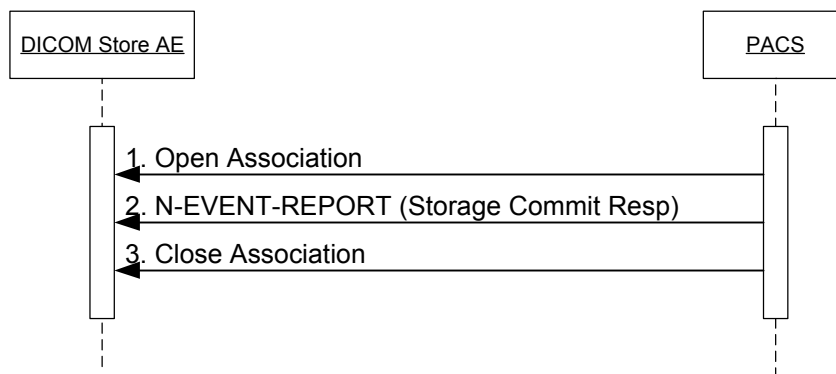 DICOM Store AE
PACS
1. Open Association
2. N-EVENT-REPORT (Storage Commit Resp)
3. Close Association